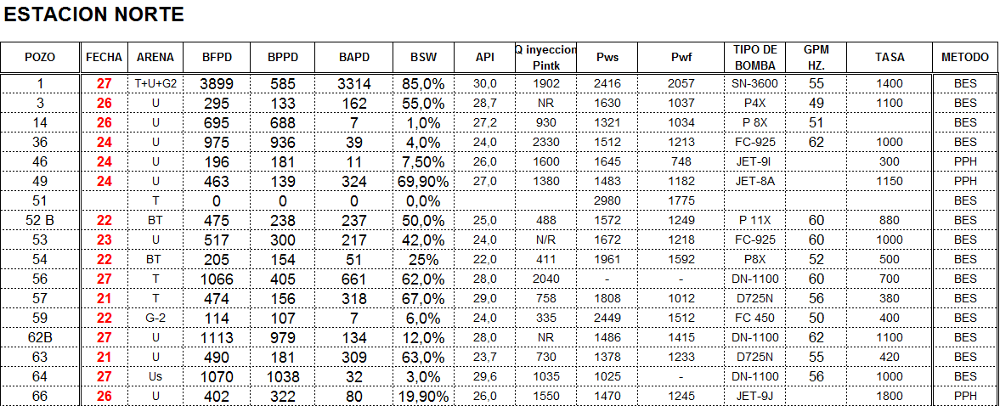 ESTACION NORTE
POZO FECHA ARENA BFPD BPPD BAPD BSW API Q inyeccion Pintk Pws Pwf TIPO DE BOMBA GPM HZ. TASA METODO
1 27 T+U+G2 3899 585 3314 85,0% 30,0 1902 2416 2057 SN-3600 55 1400 BES
3 26 U 295 133 162 55,0% 28,7 NR 1630 1037 P4X 49 1100 BES
14 26 U 695 688 7 1,0% 27,2 930 1321 1034 P 8X 51 BES
36 24 U 975 936 39 4,0% 24,0 2330 1512 1213 FC-925 62 1000 BES
46 24 U 196 181 11 7,50% 26,0 1600 1645 748 JET-9I 300 PPH
49 24 U 463 139 324 69,90% 27,0 1380 1483 1182 JET-8A 1150 PPH
51 T 0 0 0 0,0% 2980 1775 BES
52 B 22 BT 475 238 237 50,0% 25,0 488 1572 1249 P 11X 60 880 BES
53 23 U 517 300 217 42,0% 24,0 N/R 1672 1218 FC-925 60 1000 BES
54 22 BT 205 154 51 25% 22,0 411 1961 1592 P8X 52 500 BES
56 27 T 1066 405 661 62,0% 28,0 2040 - - DN-1100 60 700 BES
57 21 T 474 156 318 67,0% 29,0 758 1808 1012 D725N 56 380 BES
59 22 G-2 114 107 7 6,0% 24,0 335 2449 1512 FC 450 50 400 BES
62B 27 U 1113 979 134 12,0% 28,0 NR 1486 1415 DN-1100 62 1100 BES
63 21 U 490 181 309 63,0% 23,7 730 1378 1233 D725N 55 420 BES
64 27 Us 1070 1038 32 3,0% 29,6 1035 1025 - DN-1100 56 1000 BES
66 26 U 402 322 80 19,90% 26,0 1550 1470 1245 JET-9J 1800 PPH